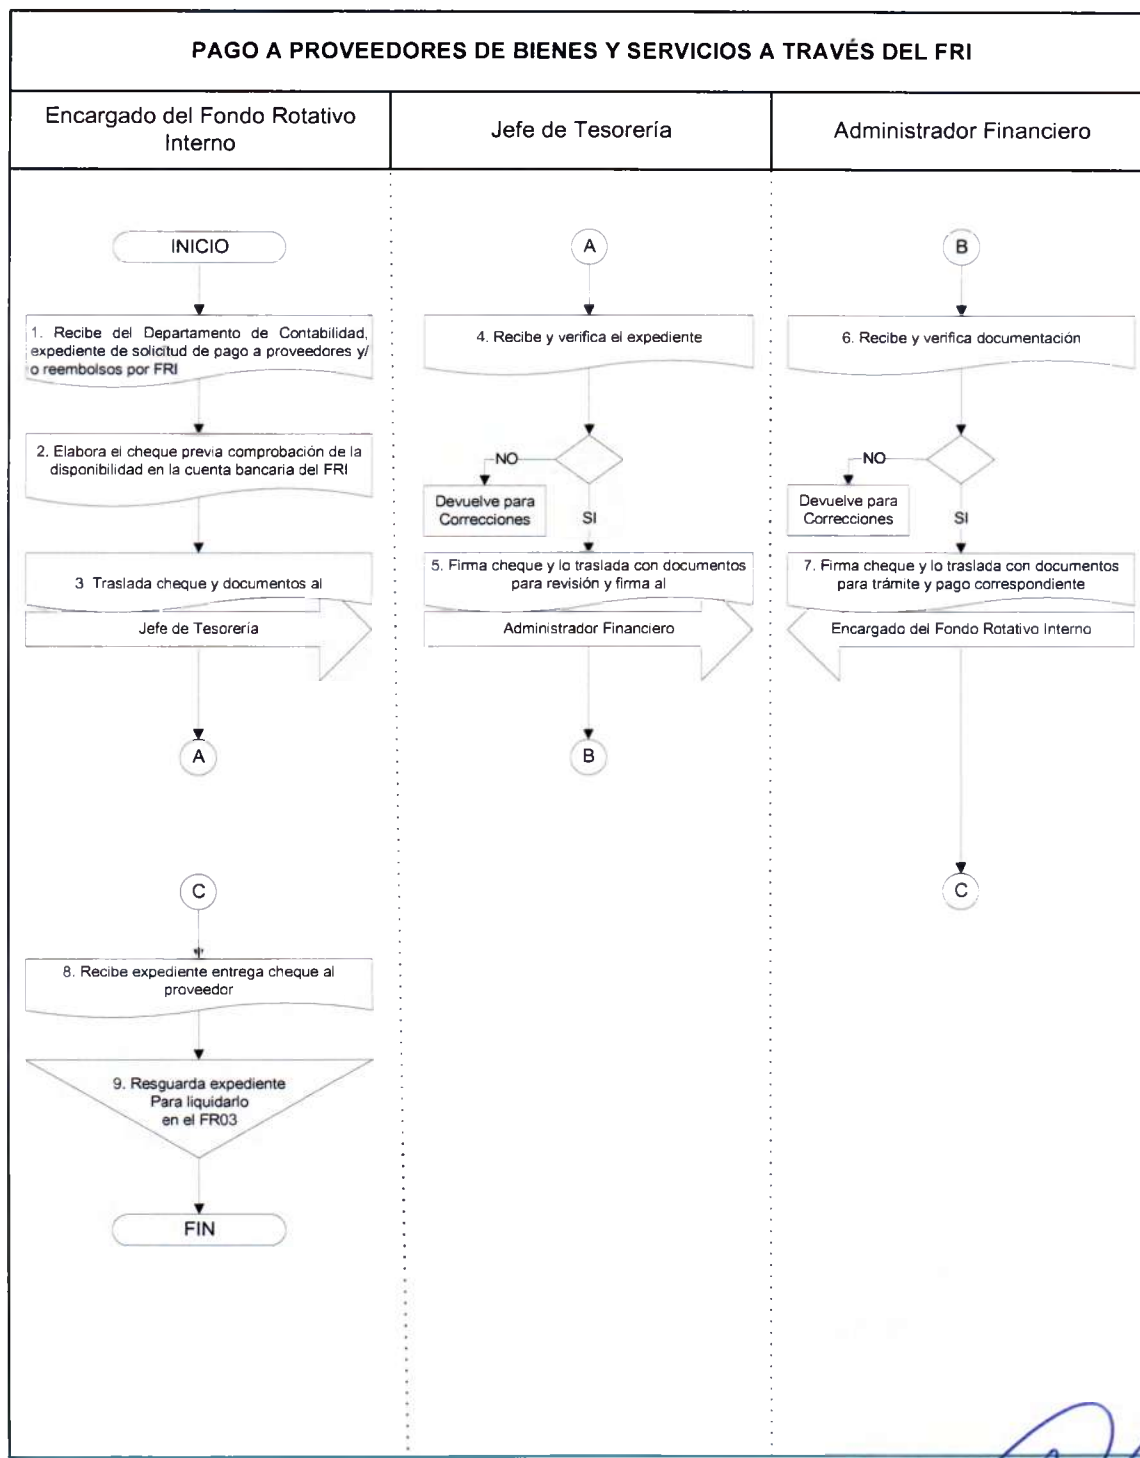 PAGO A PROVEEDORES DE BIENES Y SERVICIOS A TRAVÉS DEL FRI
Encargado del Fondo Rotativo
Interno
Jefe de Tesorería
Administrador Financiero
INICIO
1. Recibe del Departamento de Contabilidad,
expediente de solicitud de pago a proveedores y/
o reembolsos por FRI
2. Elabora el cheque previa comprobación de la
disponibilidad en la cuenta bancaria del FRI
3 Traslada cheque y documentos al
Jefe de Tesorería
A
A
4. Recibe y verifica el expediente
NO
Devuelve para
Correcciones
SI
5. Firma cheque y lo traslada con documentos
para revisión y firma al
Administrador Financiero
B
B
6. Recibe y verifica documentación
NO
Devuelve para
Correcciones
SI
7. Firma cheque y lo traslada con documentos
para trámite y pago correspondiente
Encargado del Fondo Rotativo Interno
C
C
8. Recibe expediente entrega cheque al
proveedor
9. Resguarda expediente
Para liquidarlo
en el FR03
FIN